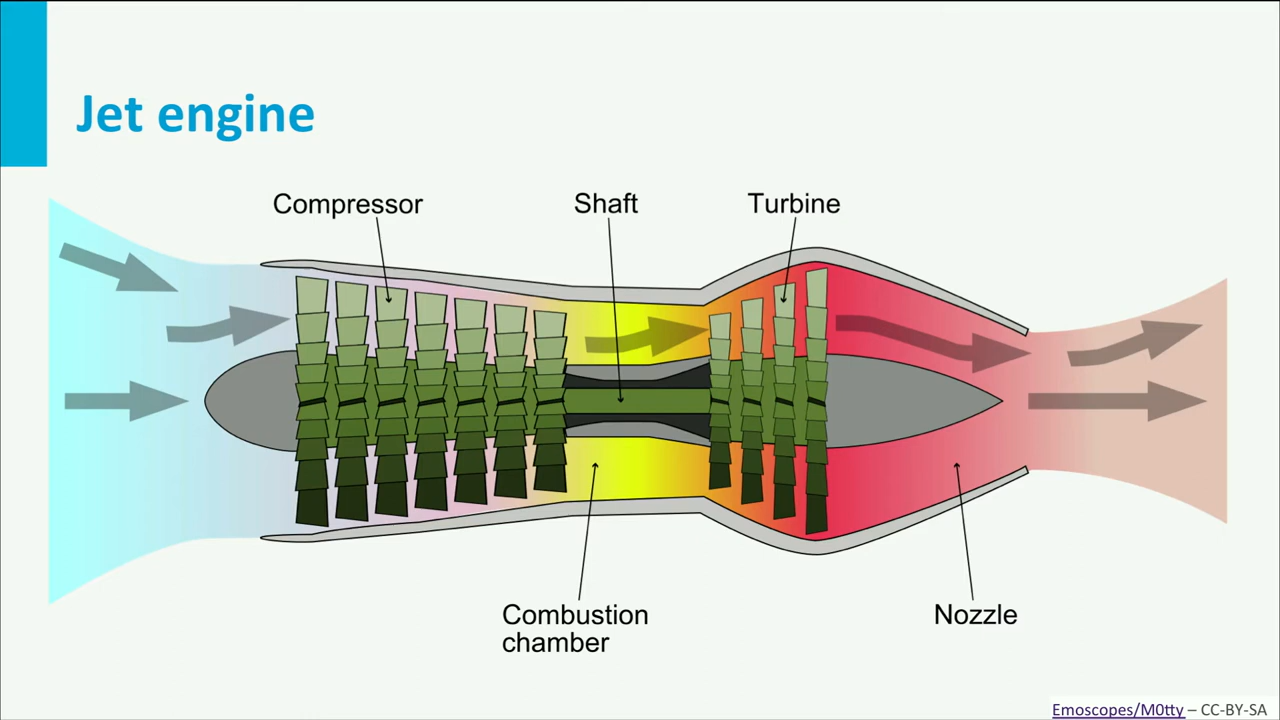 Jet engine
Compressor
Shaft
Turbine
Combustion
chamber
Nozzle
Emoscopes/M0tty – CC-BY-SA